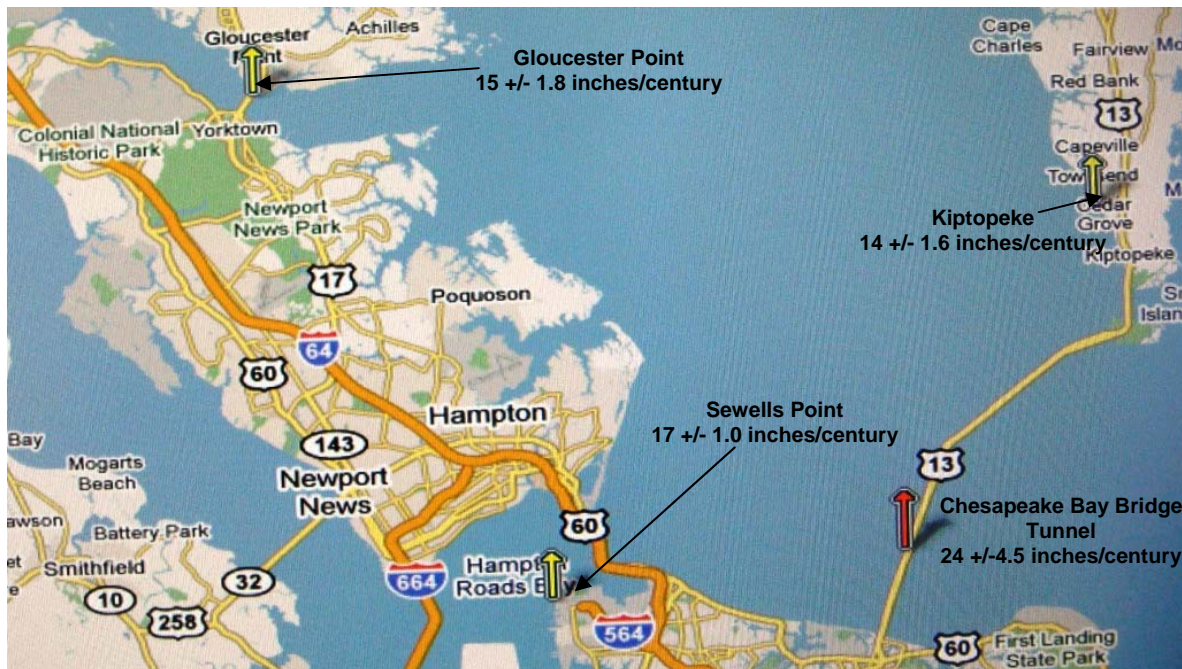 Gloucester
Achilles
Gloucester Point
15 +/- 1.8 inches/century
Colonial National
Historic Park
Yorktown
Newport
News Park
17
Poquoson
64
60
143
Hampton
Newport
News
Bay
Mogarts
Beach
Battery Park
Smithfield
10
258
32
664
Hampton
Roads
60
564
Sewells Point
17 +/- 1.0 inches/century
Cape
Charles
Fairview
Red Bank
13
Capeville
Townsend
Cedar
Grove
Kiptopeke
14 +/- 1.6 inches/century
Kiptopeke
13
Chesapeake Bay Bridge
Tunnel
24 +/-4.5 inches/century
60
First Landing
State Park